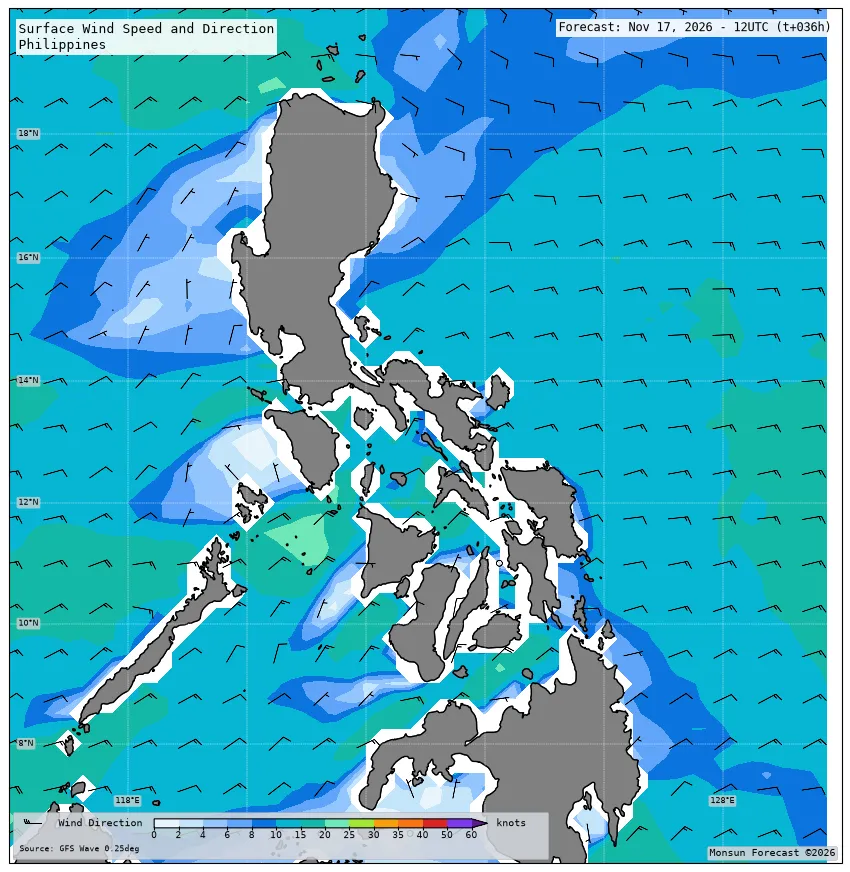 Surface Wind Speed and Direction
Philippines
Forecast: Nov 17, 2026 - 12UTC (t+036h)
18°N
16°N
14°N
12°N
10°N
8°N
118°E
128°E
Wind Direction
knots
0 2 4 6 8 10 15 20 25 30 35 40 50 60
Source: GFS Wave 0.25deg
Monsun Forecast ©2026